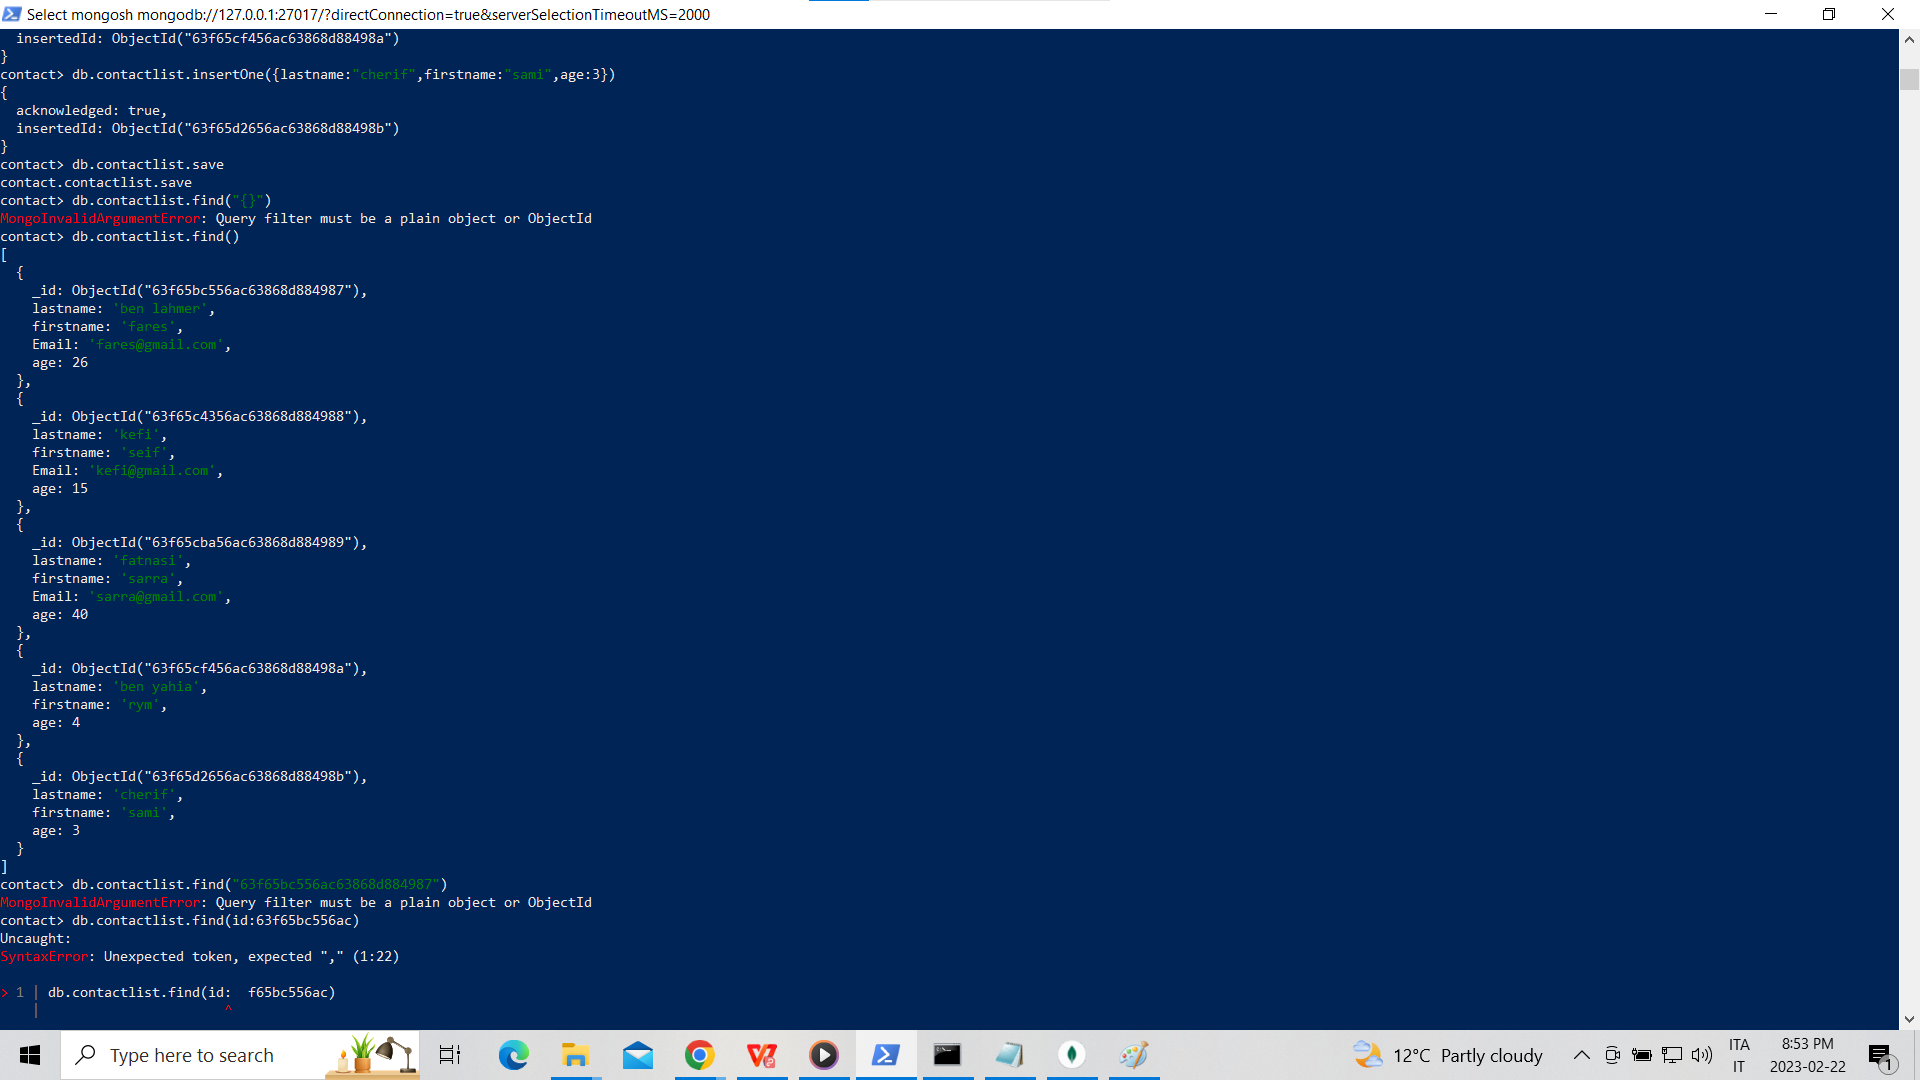 Select mongosh mongodb://127.0.0.1:27017/?directConnection=true&serverSelectionTimeoutMS=2000
  insertedId: ObjectId("63f65cf456ac63868d88498a")
}
contact> db.contactlist.insertOne({lastname:"cherif",firstname:"sami",age:3})
{
  acknowledged: true,
  insertedId: ObjectId("63f65d2656ac63868d88498b")
}
contact> db.contactlist.save
contact.contactlist.save
contact> db.contactlist.find("{}")
MongoInvalidArgumentError: Query filter must be a plain object or ObjectId
contact> db.contactlist.find()
[
  {
    _id: ObjectId("63f65bc556ac63868d884987"),
    lastname: 'ben lahmer',
    firstname: 'fares',
    Email: 'fares@gmail.com',
    age: 26
  },
  {
    _id: ObjectId("63f65c4356ac63868d884988"),
    lastname: 'kefi',
    firstname: 'seif',
    Email: 'kefi@gmail.com',
    age: 15
  },
  {
    _id: ObjectId("63f65cba56ac63868d884989"),
    lastname: 'fatnasi',
    firstname: 'sarra',
    Email: 'sarra@gmail.com',
    age: 40
  },
  {
    _id: ObjectId("63f65cf456ac63868d88498a"),
    lastname: 'ben yahia',
    firstname: 'rym',
    age: 4
  },
  {
    _id: ObjectId("63f65d2656ac63868d88498b"),
    lastname: 'cherif',
    firstname: 'sami',
    age: 3
  }
]
contact> db.contactlist.find("63f65bc556ac63868d884987")
MongoInvalidArgumentError: Query filter must be a plain object or ObjectId
contact> db.contactlist.find(id:63f65bc556ac)
Uncaught:
SyntaxError: Unexpected token, expected "," (1:22)
> 1 | db.contactlist.find(id:  f65bc556ac)
    |                       ^
Type here to search
12°C Partly cloudy
ITA
IT
8:53 PM
2023-02-22
1